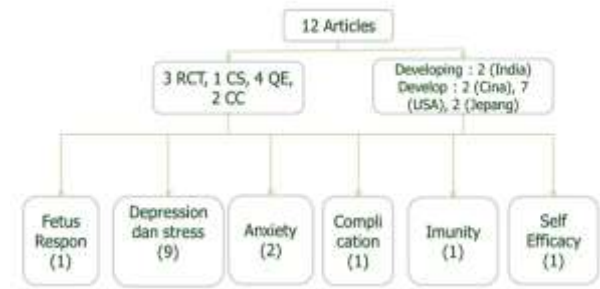 12 Articles
3 RCT, 1 CS, 4 QE,
2 CC
Developing : 2 (India)
Develop : 2 (Cina), 7
(USA), 2 (Jepang)
Fetus
Respon
(1)
Depression
dan stress
(9)
Anxiety
(2)
Compli
cation
(1)
Imunity
(1)
Self
Efficacy
(1)